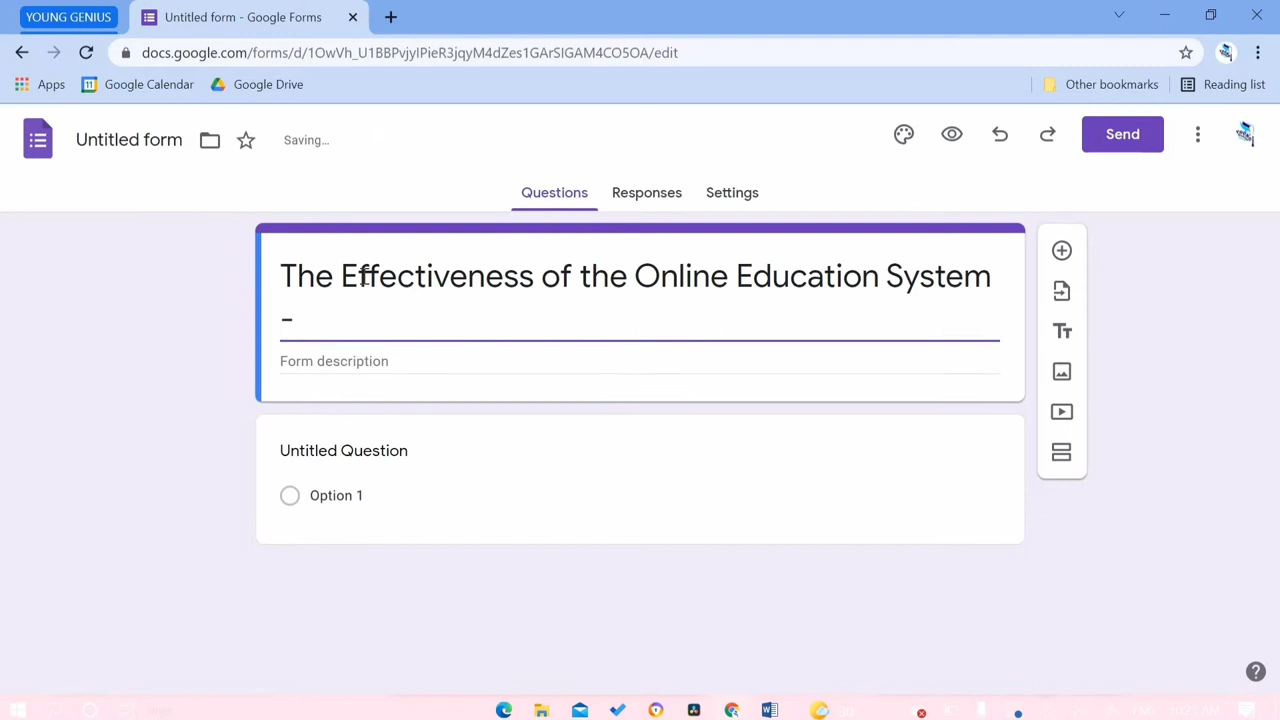 YOUNG GENIUS
Untitled form - Google Forms
docs.google.com/forms/d/1OwVh_U1BBPvjyIPieR3jqyM4dZes1GArSIGAM4CO5OA/edit
Apps
Google Calendar
Google Drive
Other bookmarks
Reading list
Untitled form
Saving...
Send
Questions
Responses
Settings
The Effectiveness of the Online Education System
-
Form description
Untitled Question
Option 1